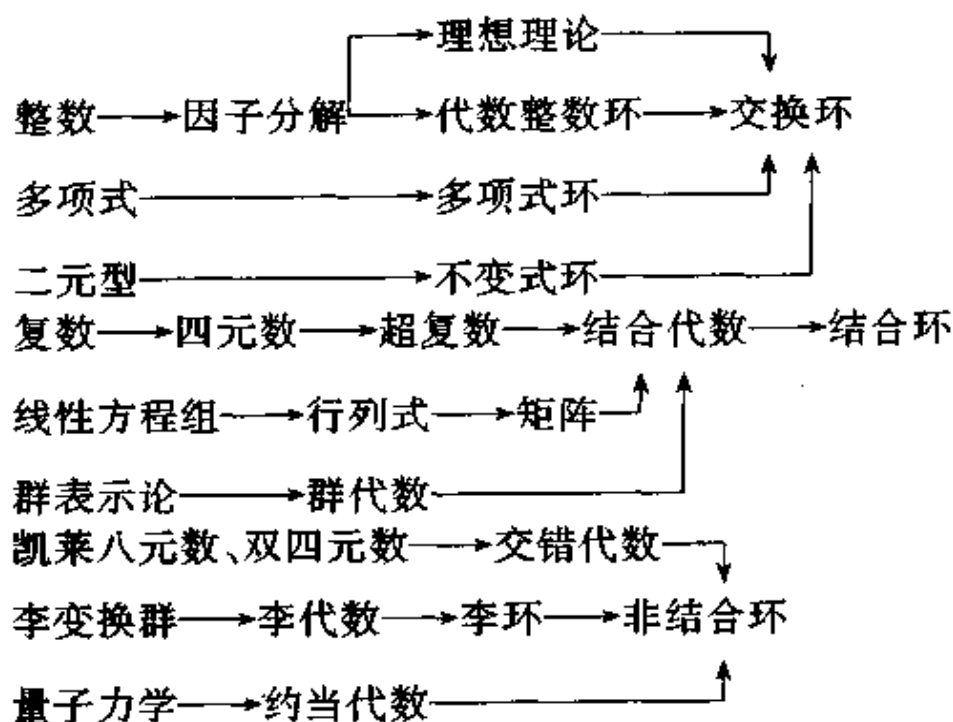 理想理论
整数 因子分解 代数整数环 交换环
多项式 多项式环
二元型 不变式环
复数 四元数 超复数 结合代数 结合环
线性方程组 行列式 矩阵
群表示论 群代数
凯莱八元数、双四元数 交错代数
李变换群 李代数 李环 非结合环
量子力学 约当代数